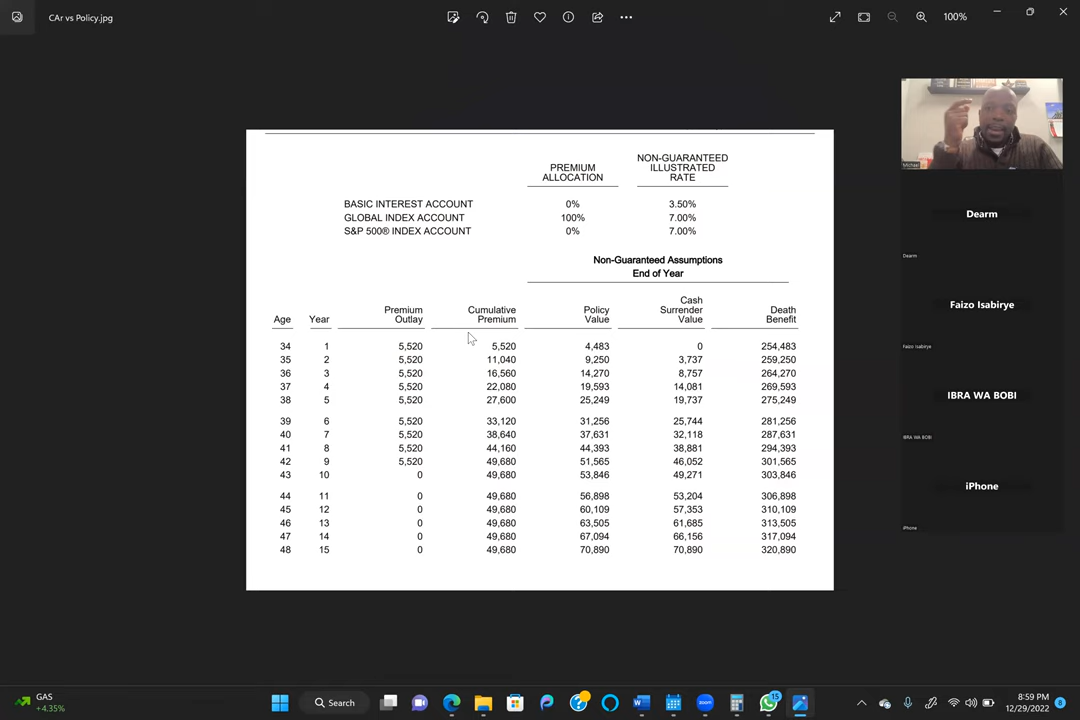 CAr vs Policy.jpg
100%
PREMIUM
ALLOCATION
NON-GUARANTEED
ILLUSTRATED
RATE
BASIC INTEREST ACCOUNT 0% 3.50%
GLOBAL INDEX ACCOUNT 100% 7.00%
S&P 500® INDEX ACCOUNT 0% 7.00%
Non-Guaranteed Assumptions
End of Year
Age
Year
Premium
Outlay
Cumulative
Premium
Policy
Value
Cash
Surrender
Value
Death
Benefit
34 1 5,520 5,520 4,483 0 254,483
35 2 5,520 11,040 9,250 3,737 259,250
36 3 5,520 16,560 14,270 8,757 264,270
37 4 5,520 22,080 19,593 14,081 269,593
38 5 5,520 27,600 25,249 19,737 275,249
39 6 5,520 33,120 31,256 25,744 281,256
40 7 5,520 38,640 37,631 32,118 287,631
41 8 5,520 44,160 44,393 38,881 294,393
42 9 5,520 49,680 51,565 46,052 301,565
43 10 0 49,680 53,846 49,271 303,846
44 11 0 49,680 56,898 53,204 306,898
45 12 0 49,680 60,109 57,353 310,109
46 13 0 49,680 63,505 61,685 313,505
47 14 0 49,680 67,094 66,156 317,094
48 15 0 49,680 70,890 70,890 320,890
Michael
Dearm
Dearm
Faizo Isabirye
Faizo Isabirye
IBRA WA BOBI
IBRA WA BOBI
iPhone
iPhone
GAS
+4.35%
Search
15
8:59 PM
12/29/2022
8